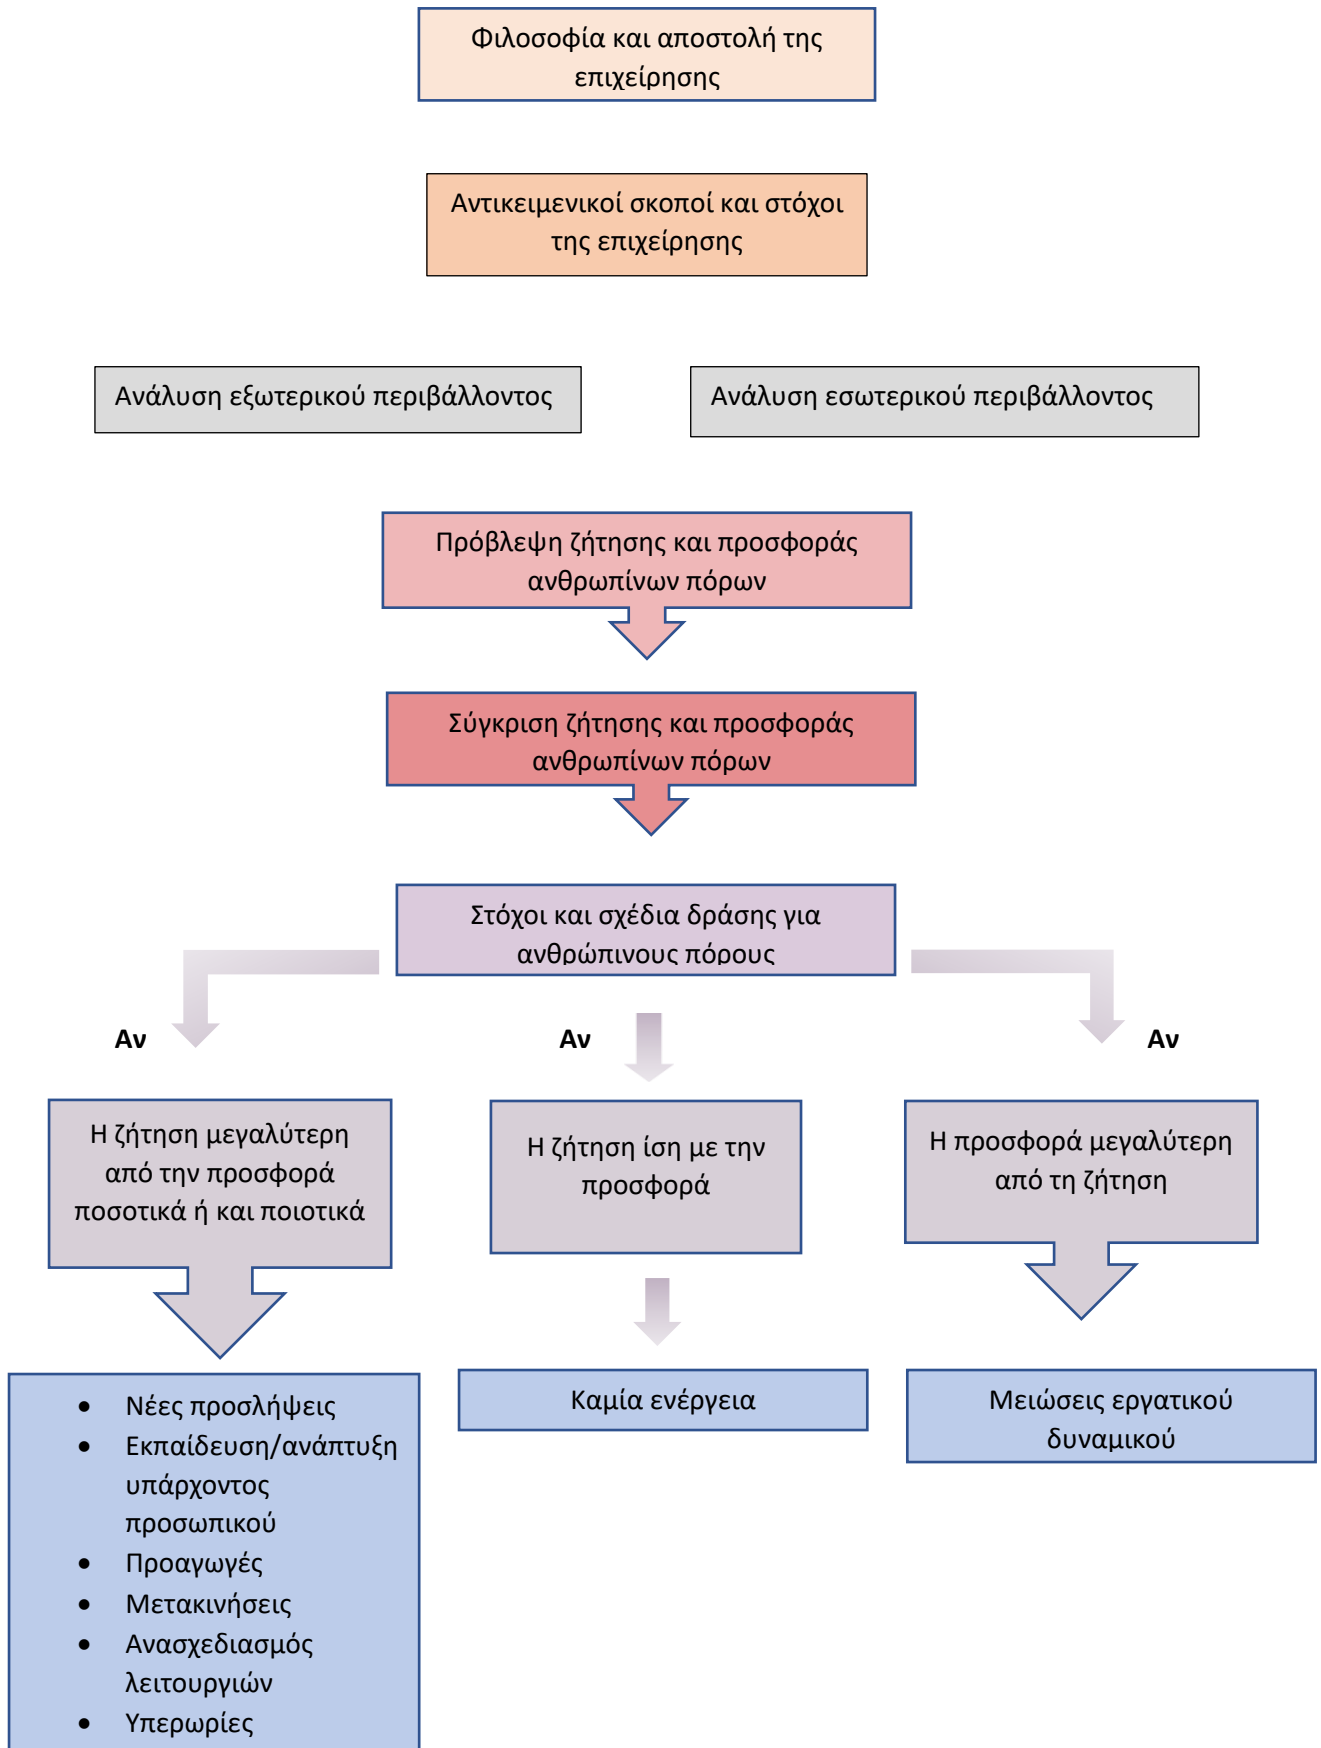 Φιλοσοφία και αποστολή της
επιχείρησης
Αντικειμενικοί σκοποί και στόχοι
της επιχείρησης
Ανάλυση εξωτερικού περιβάλλοντος
Ανάλυση εσωτερικού περιβάλλοντος
Πρόβλεψη ζήτησης και προσφοράς
ανθρωπίνων πόρων
Σύγκριση ζήτησης και προσφοράς
ανθρωπίνων πόρων
Στόχοι και σχέδια δράσης για
ανθρώπινους πόρους
Αν
Αν
Αν
Η ζήτηση μεγαλύτερη
από την προσφορά
ποσοτικά ή και ποιοτικά
Η ζήτηση ίση με την
προσφορά
Η προσφορά μεγαλύτερη
από τη ζήτηση
• Νέες προσλήψεις
• Εκπαίδευση/ανάπτυξη
υπάρχοντος
προσωπικού
• Προαγωγές
• Μετακινήσεις
• Ανασχεδιασμός
λειτουργιών
• Υπερωρίες
Καμία ενέργεια
Μειώσεις εργατικού
δυναμικού